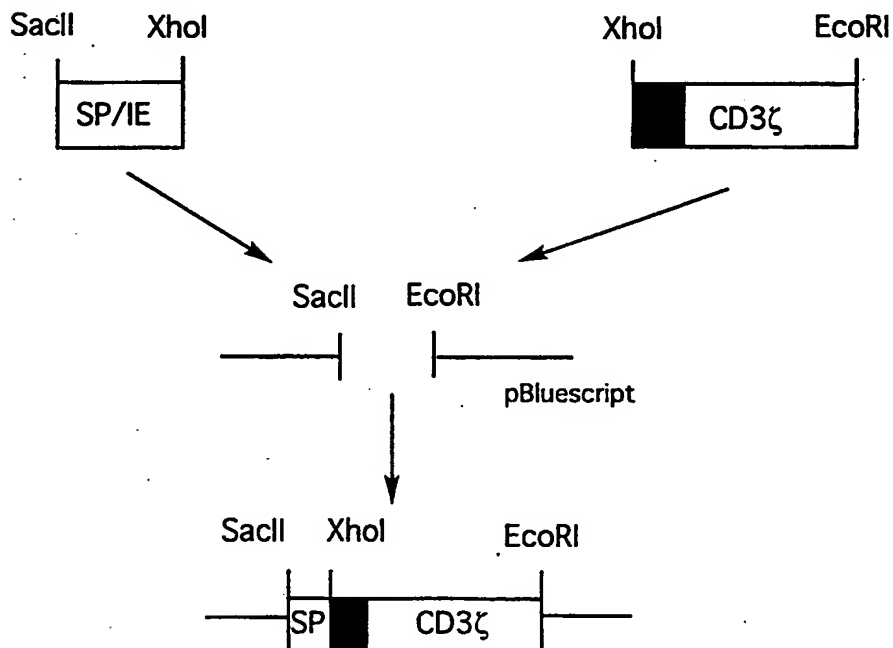 SacII XhoI XhoI EcoRI
SP/IE CD3ζ
SacII EcoRI
pBluescript
SacII XhoI EcoRI
SP CD3ζ